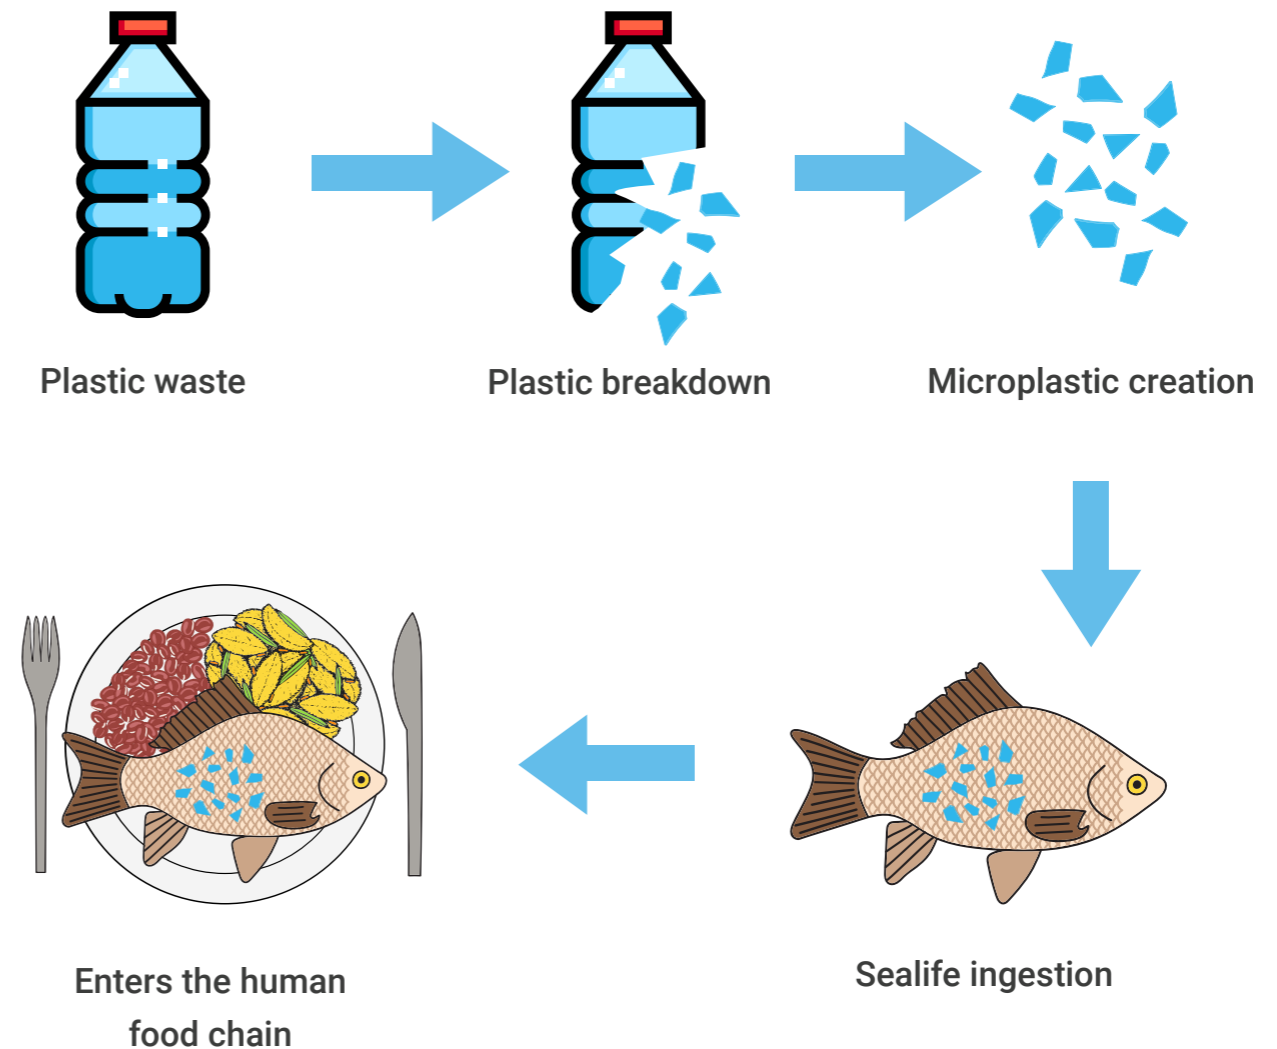 Plastic waste
Plastic breakdown
Microplastic creation
Sealife ingestion
Enters the human
food chain